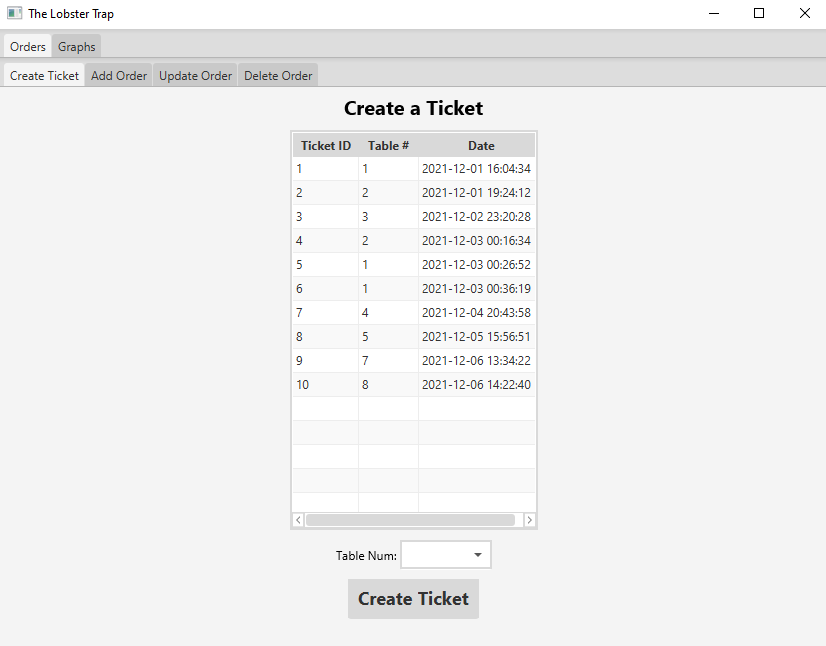 The Lobster Trap
Orders Graphs
Create Ticket Add Order Update Order Delete Order
Create a Ticket
Ticket ID Table # Date
1 1 2021-12-01 16:04:34
2 2 2021-12-01 19:24:12
3 3 2021-12-02 23:20:28
4 2 2021-12-03 00:16:34
5 1 2021-12-03 00:26:52
6 1 2021-12-03 00:36:19
7 4 2021-12-04 20:43:58
8 5 2021-12-05 15:56:51
9 7 2021-12-06 13:34:22
10 8 2021-12-06 14:22:40
Table Num:
Create Ticket